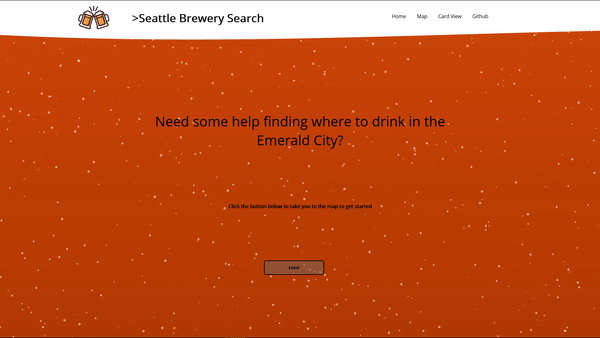 >Seattle Brewery Search
Home Map Card View Github
Need some help finding where to drink in the
Emerald City?
Click the button below to take you to the map to get started
Enter